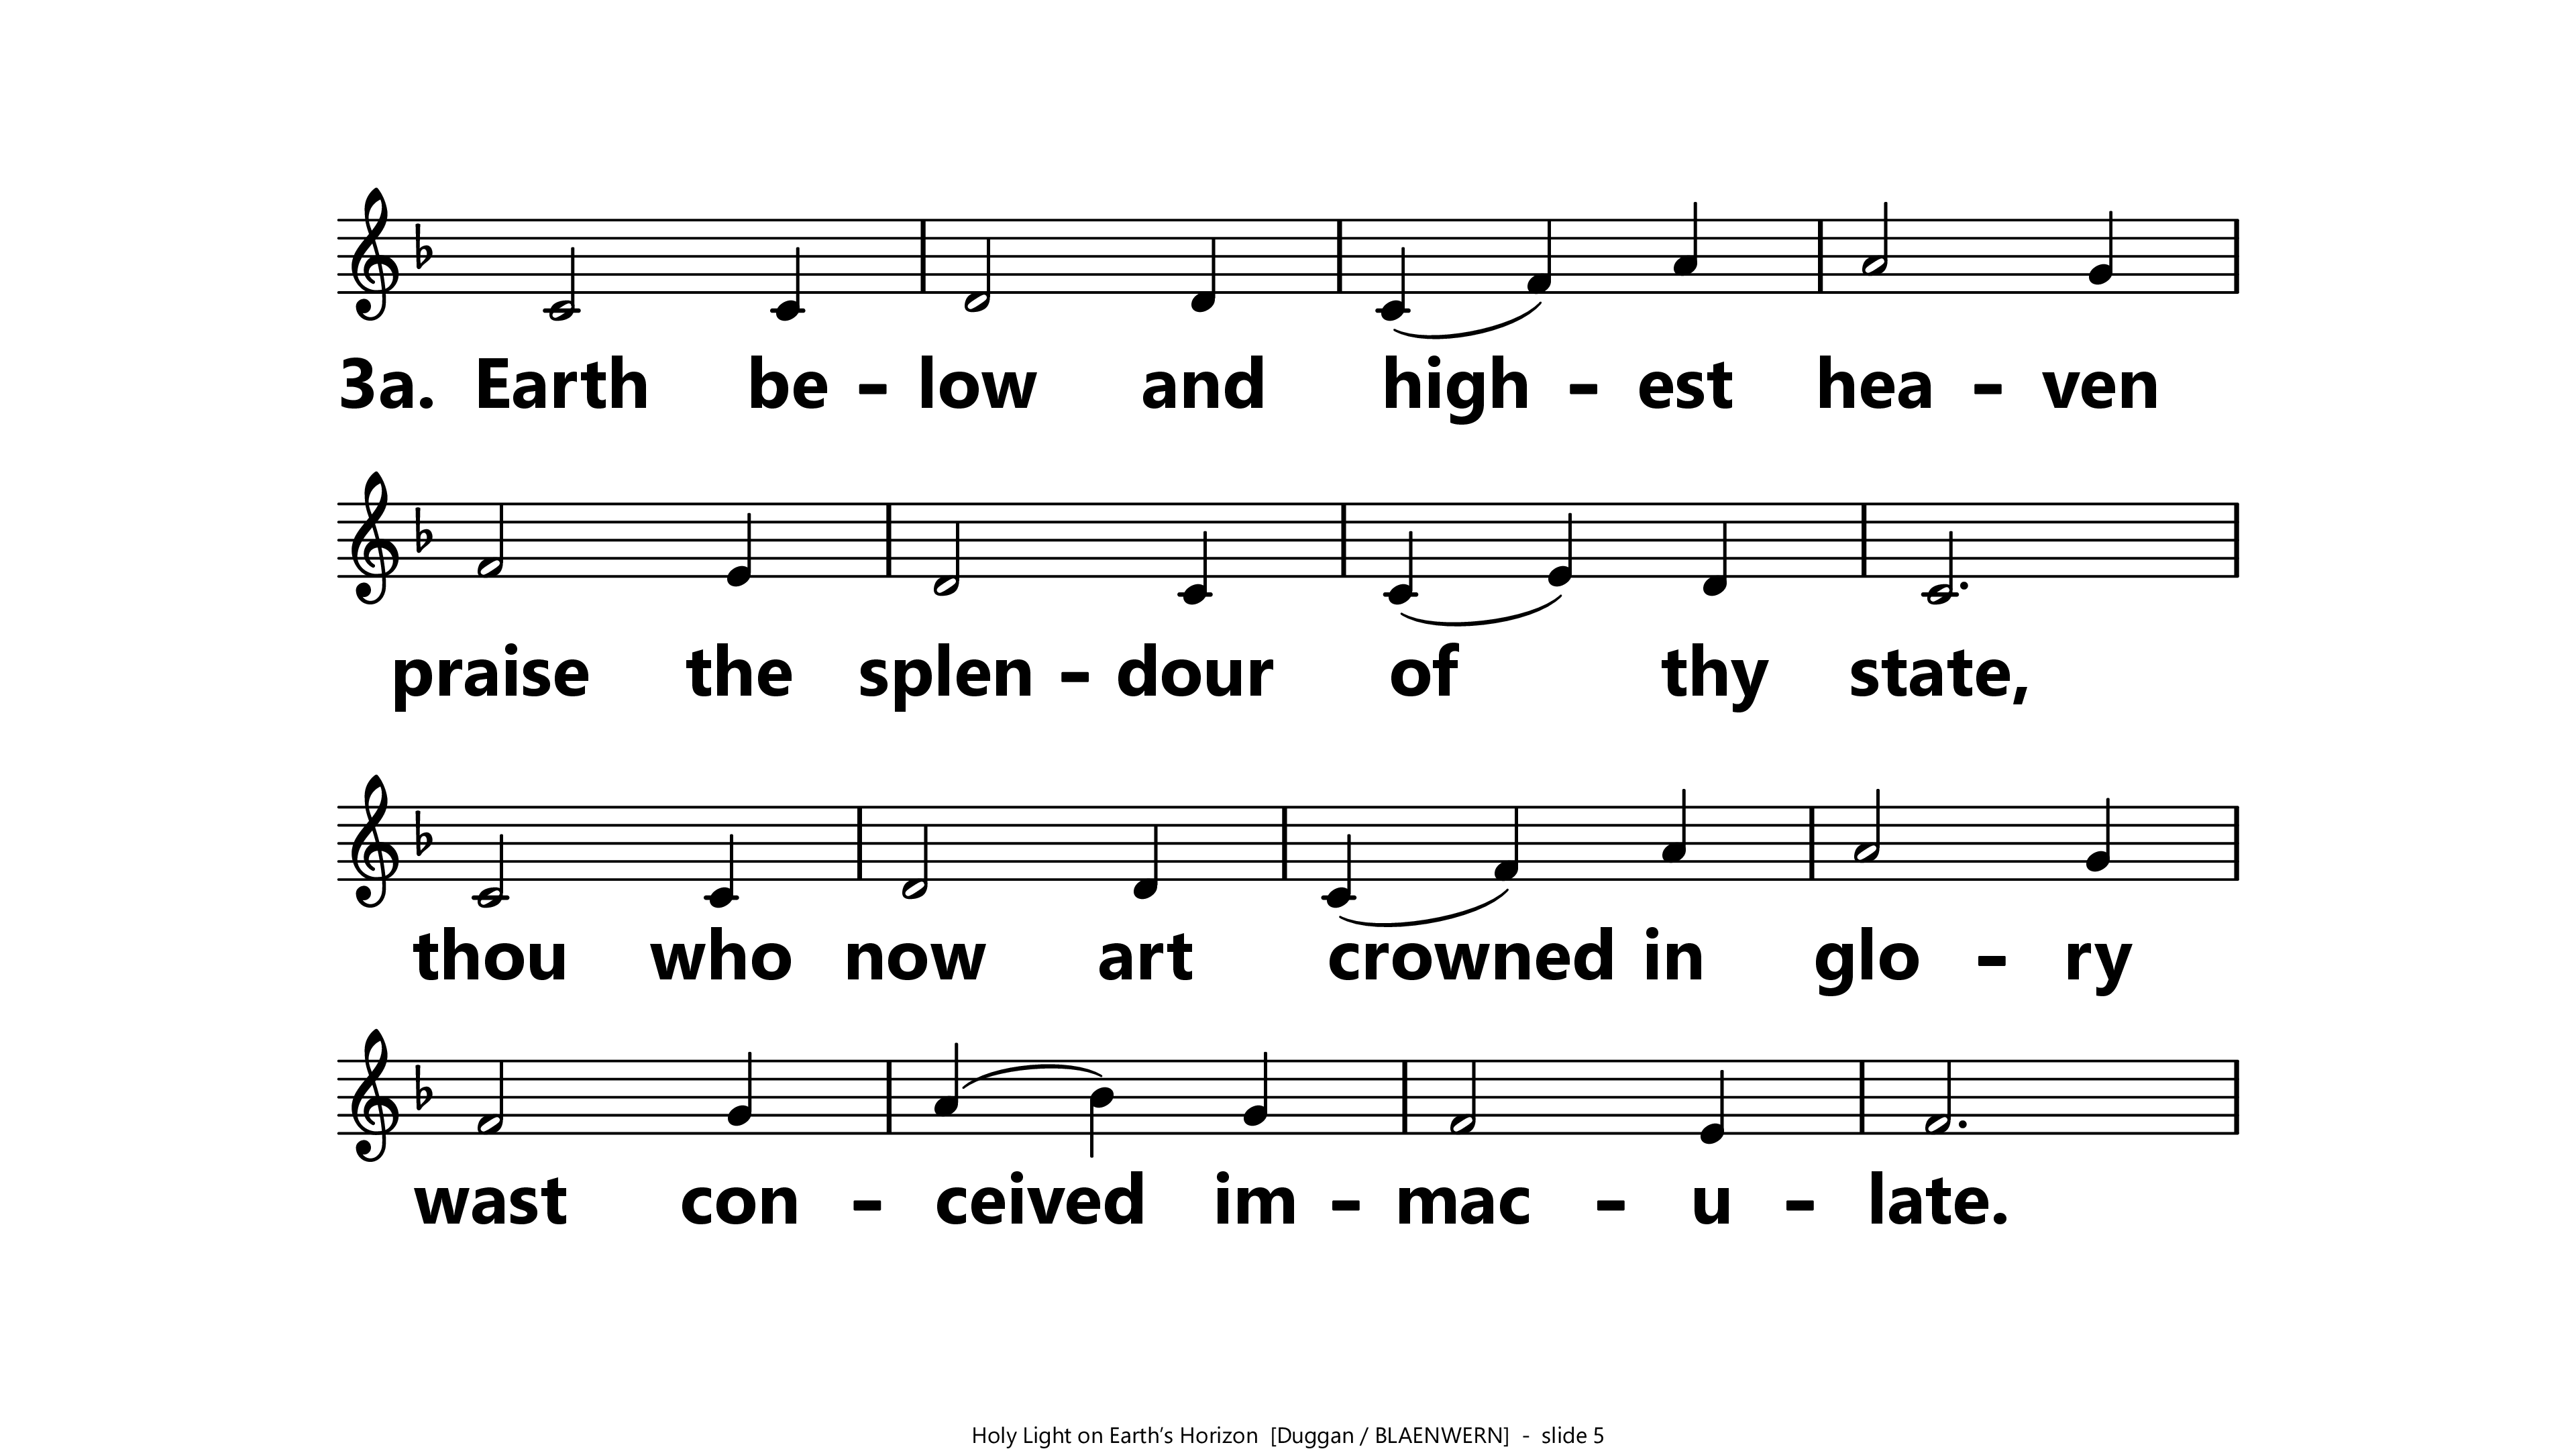 3a. Earth be - low and high - est hea - ven
praise the splen - dour of thy state,
thou who now art crowned in glo - ry
wast con - ceived im - mac - u - late.
Holy Light on Earth’s Horizon [Duggan / BLAENWERN] - slide 5